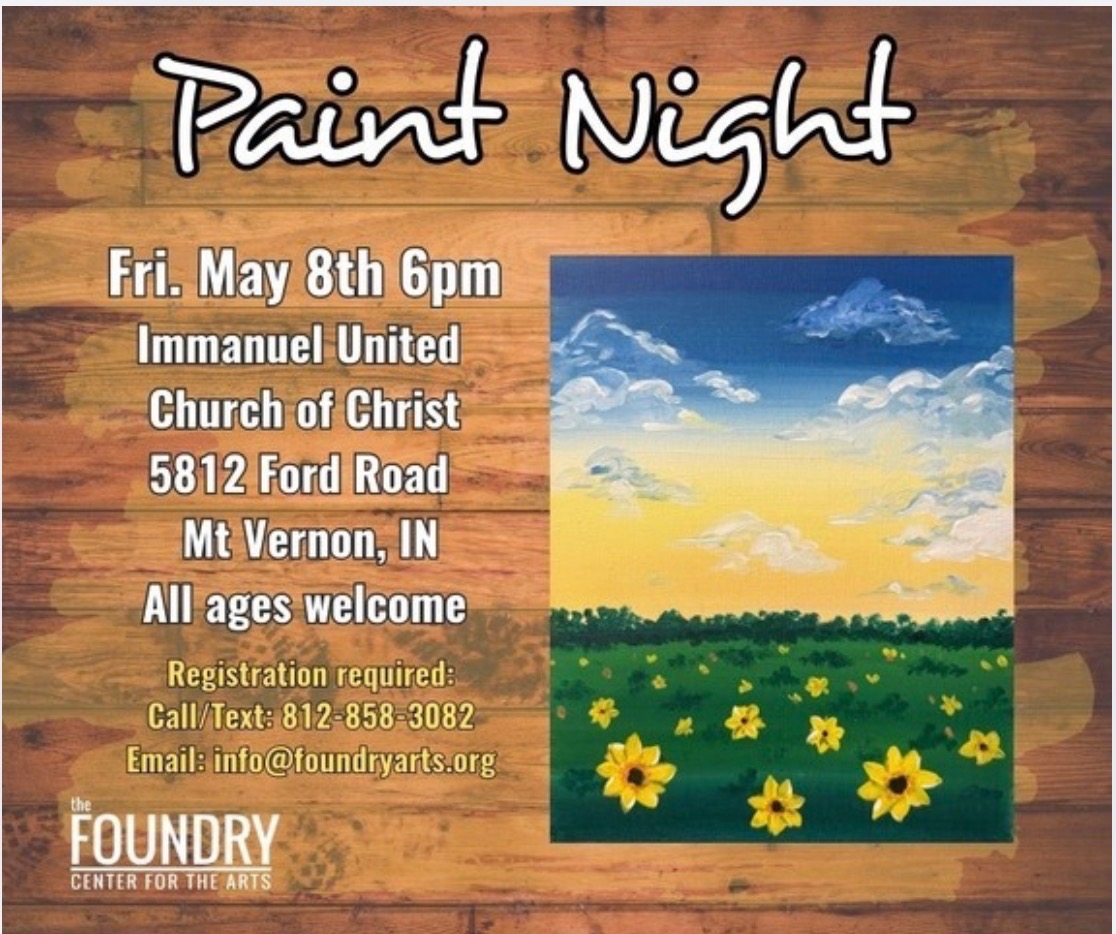 Paint Night
Fri. May 8th 6pm
Immanuel United
Church of Christ
5812 Ford Road
Mt Vernon, IN
All ages welcome
Registration required:
Call/Text: 812-858-3082
Email: info@foundryarts.org
the
FOUNDRY
CENTER FOR THE ARTS